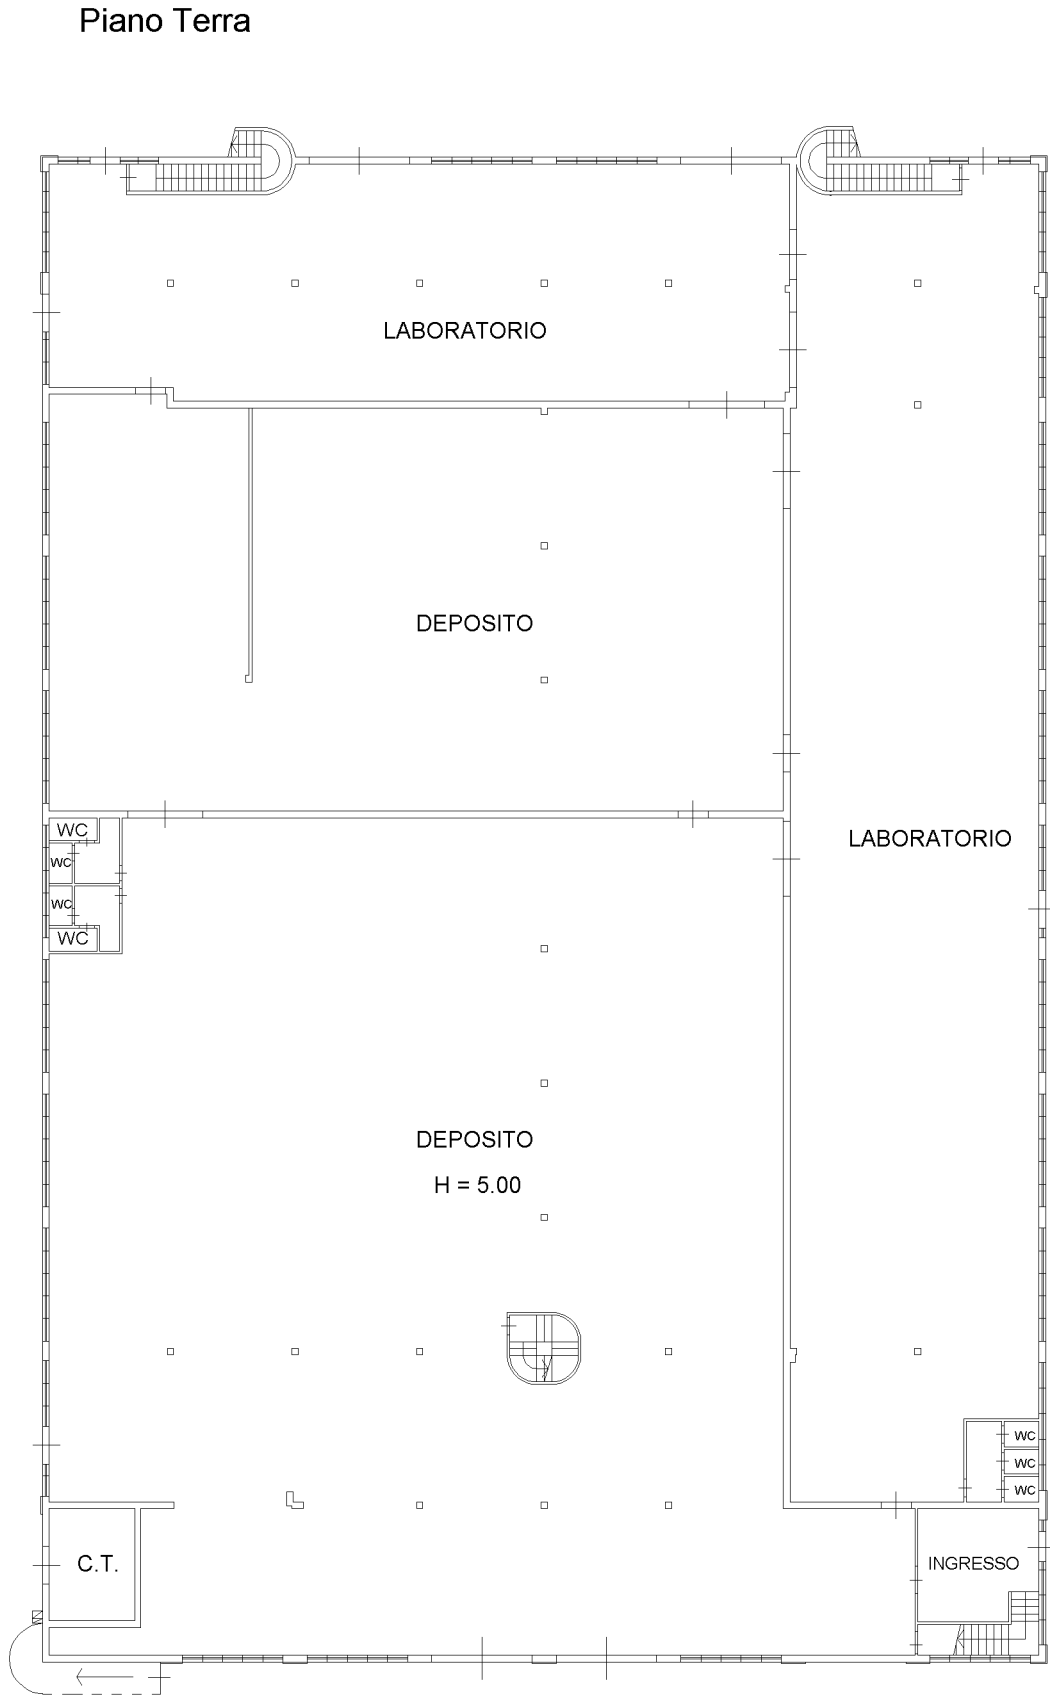 Piano Terra
LABORATORIO
DEPOSITO
WC
WC
WC
WC
LABORATORIO
DEPOSITO
H = 5.00
WC
WC
WC
C.T.
INGRESSO